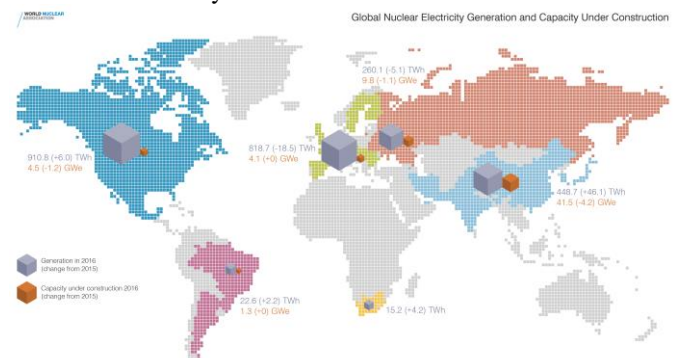 WORLD NUCLEAR
ASSOCIATION
Global Nuclear Electricity Generation and Capacity Under Construction
260.1 (-5.1) TWh
9.8 (-1.1) GWe
910.8 (+6.0) TWh
4.5 (-1.2) GWe
818.7 (-18.5) TWh
4.1 (+0) GWe
448.7 (+46.1) TWh
41.5 (-4.2) GWe
Generation in 2016
(change from 2015)
Capacity under construction 2016
(change from 2015)
22.6 (+2.2) TWh
1.3 (+0) GWe
15.2 (+4.2) TWh